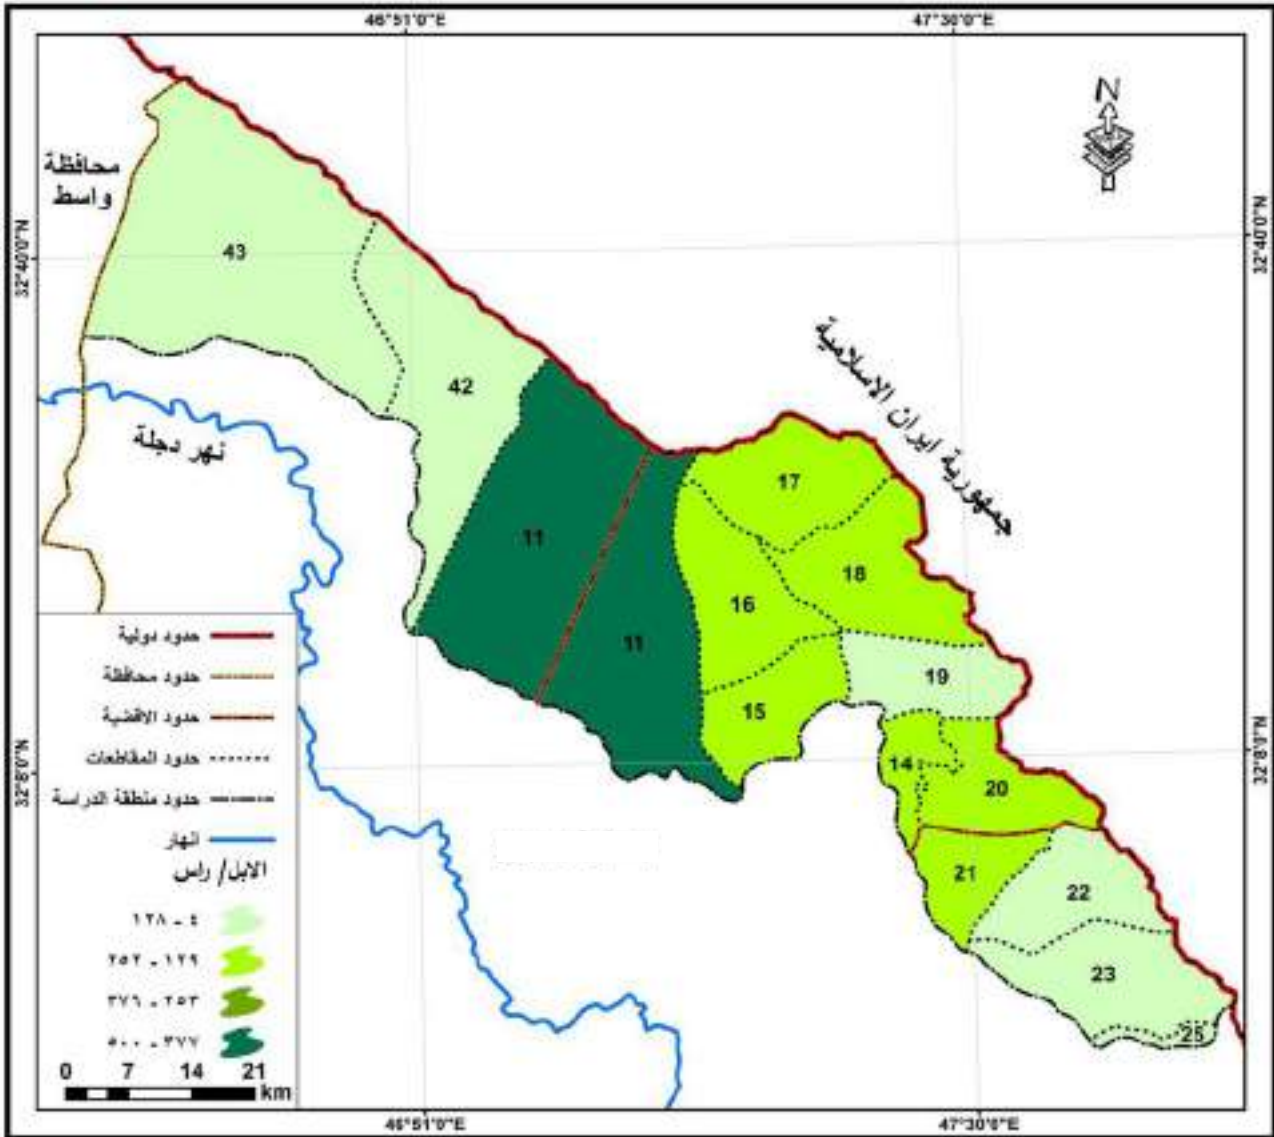 46°51'0"E
47°30'0"E
N
محافظة
واسط
32°40'0"N
32°40'0"N
43
جمهورية ايران الاسلامية
42
نهر دجلة
17
11
18
16
11
19
15
14
20
21
22
23
25
32°8'0"N
32°8'0"N
حدود دولية
حدود محافظة
حدود الاقضية
حدود المقاطعات
حدود منطقة الدراسة
انهار
الابل/ راس
٤ - ١٢٨
١٢٩ - ٢٥٢
٢٥٣ - ٣٧٦
٣٧٧ - ٥٠٠
0 7 14 21
km
46°51'0"E
47°30'0"E